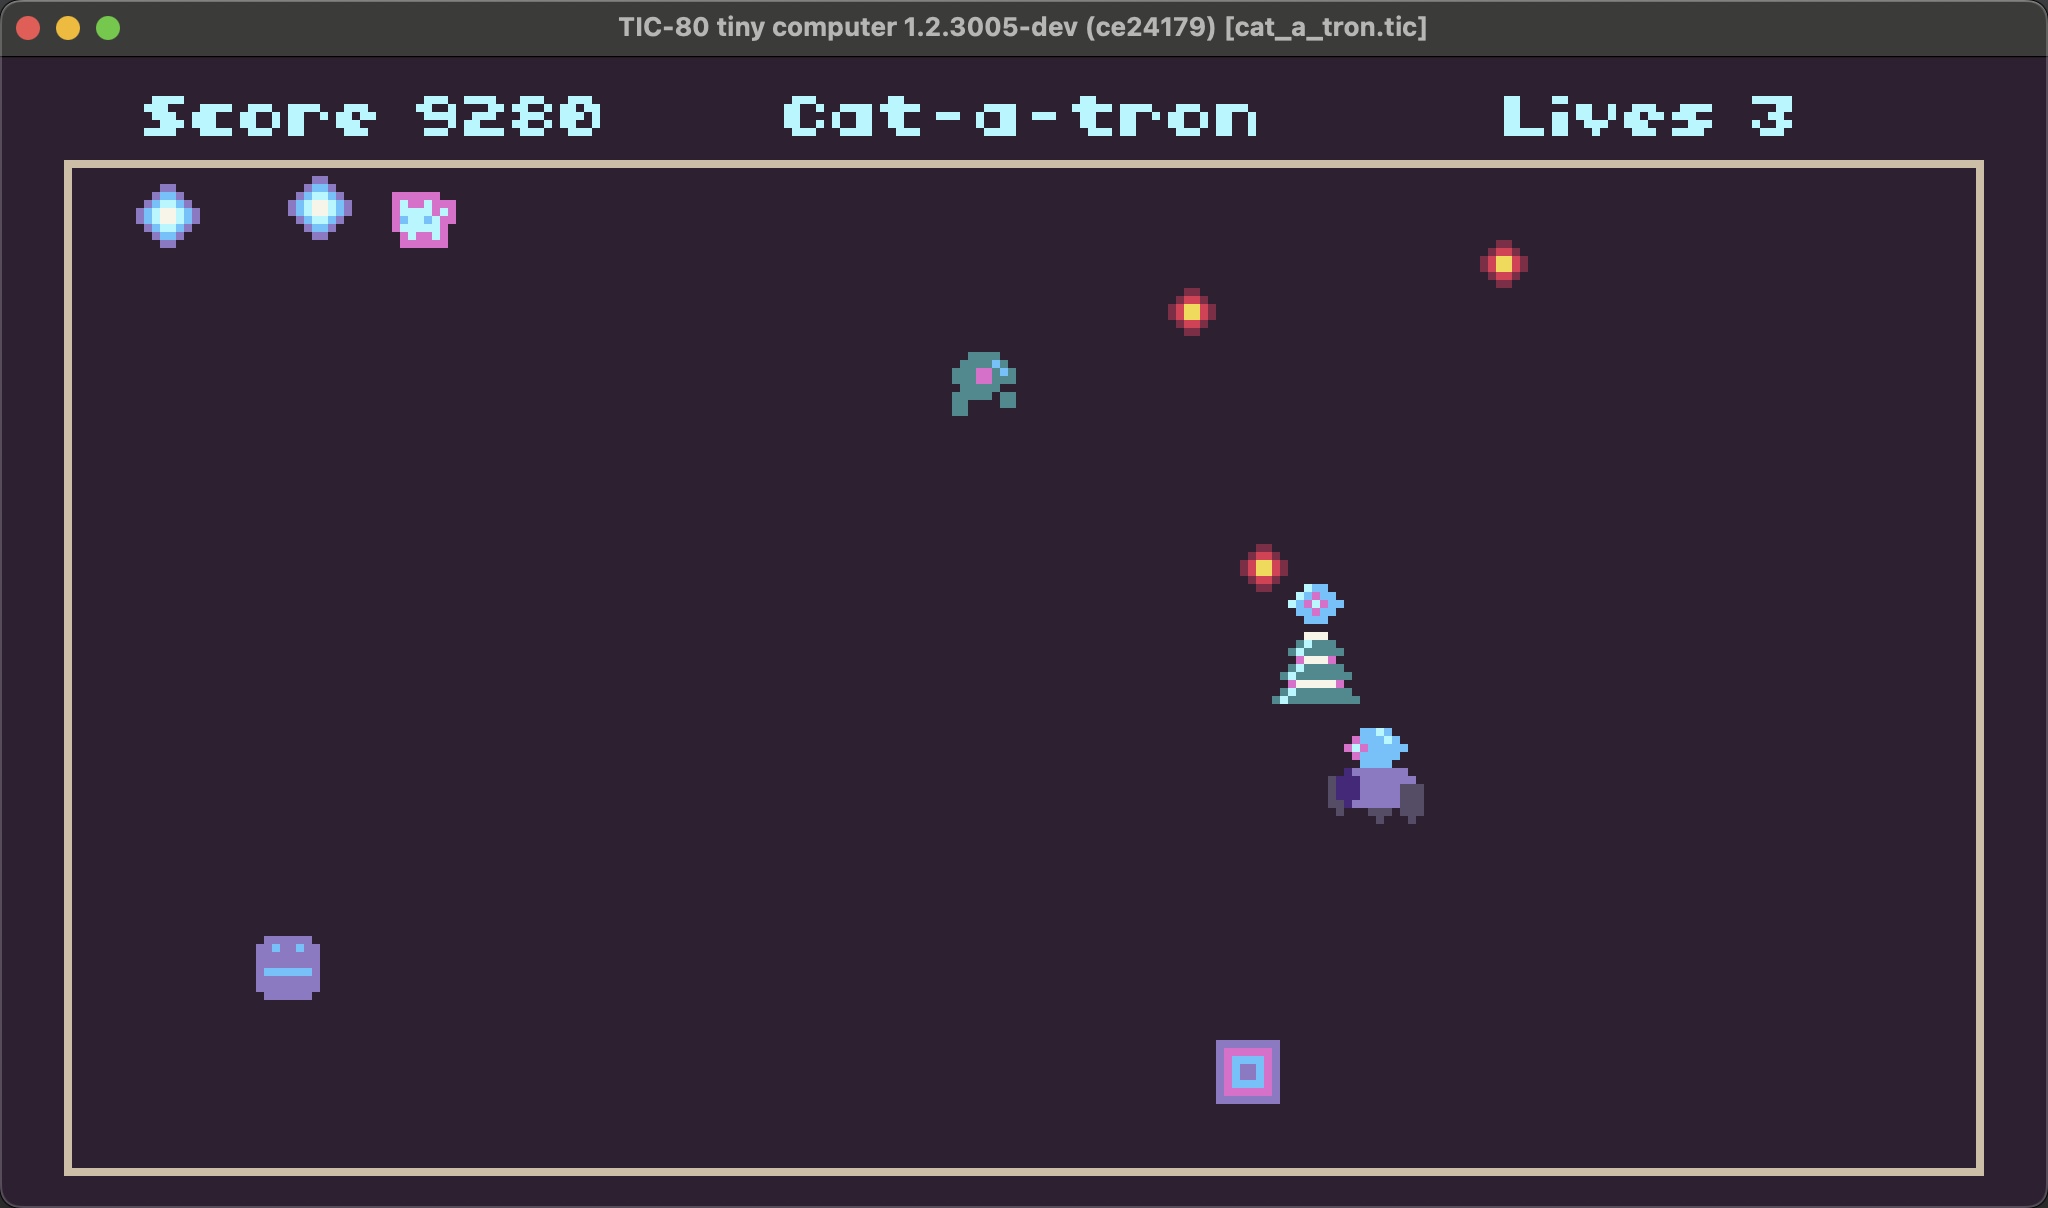 TIC-80 tiny computer 1.2.3005-dev (ce24179) [cat_a_tron.tic]
Score 9280 Cat-a-tron Lives 3